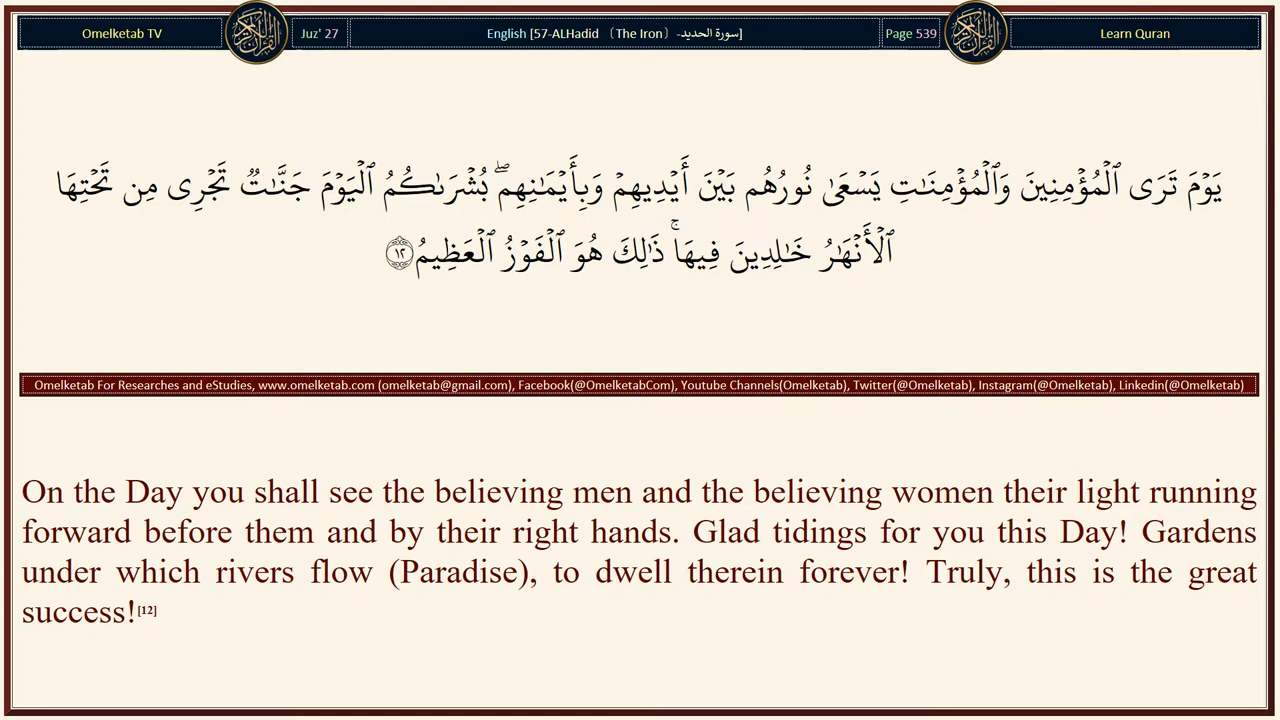 Omelketab TV
Juz' 27
English [57-ALHadid （The Iron）-سورة الحديد]
Page 539
Learn Quran
يَوْمَ تَرَى ٱلْمُؤْمِنِينَ وَٱلْمُؤْمِنَـٰتِ يَسْعَىٰ نُورُهُم بَيْنَ أَيْدِيهِمْ وَبِأَيْمَـٰنِهِم ۖ بُشْرَىٰكُمُ ٱلْيَوْمَ جَنَّـٰتٌ تَجْرِى مِن تَحْتِهَا
ٱلْأَنْهَـٰرُ خَـٰلِدِينَ فِيهَا ۚ ذَٰلِكَ هُوَ ٱلْفَوْزُ ٱلْعَظِيمُ ١٢
Omelketab For Researches and eStudies, www.omelketab.com (omelketab@gmail.com), Facebook(@OmelketabCom), Youtube Channels(Omelketab), Twitter(@Omelketab), Instagram(@Omelketab), Linkedin(@Omelketab)
On the Day you shall see the believing men and the believing women their light running
forward before them and by their right hands. Glad tidings for you this Day! Gardens
under which rivers flow (Paradise), to dwell therein forever! Truly, this is the great
success![12]